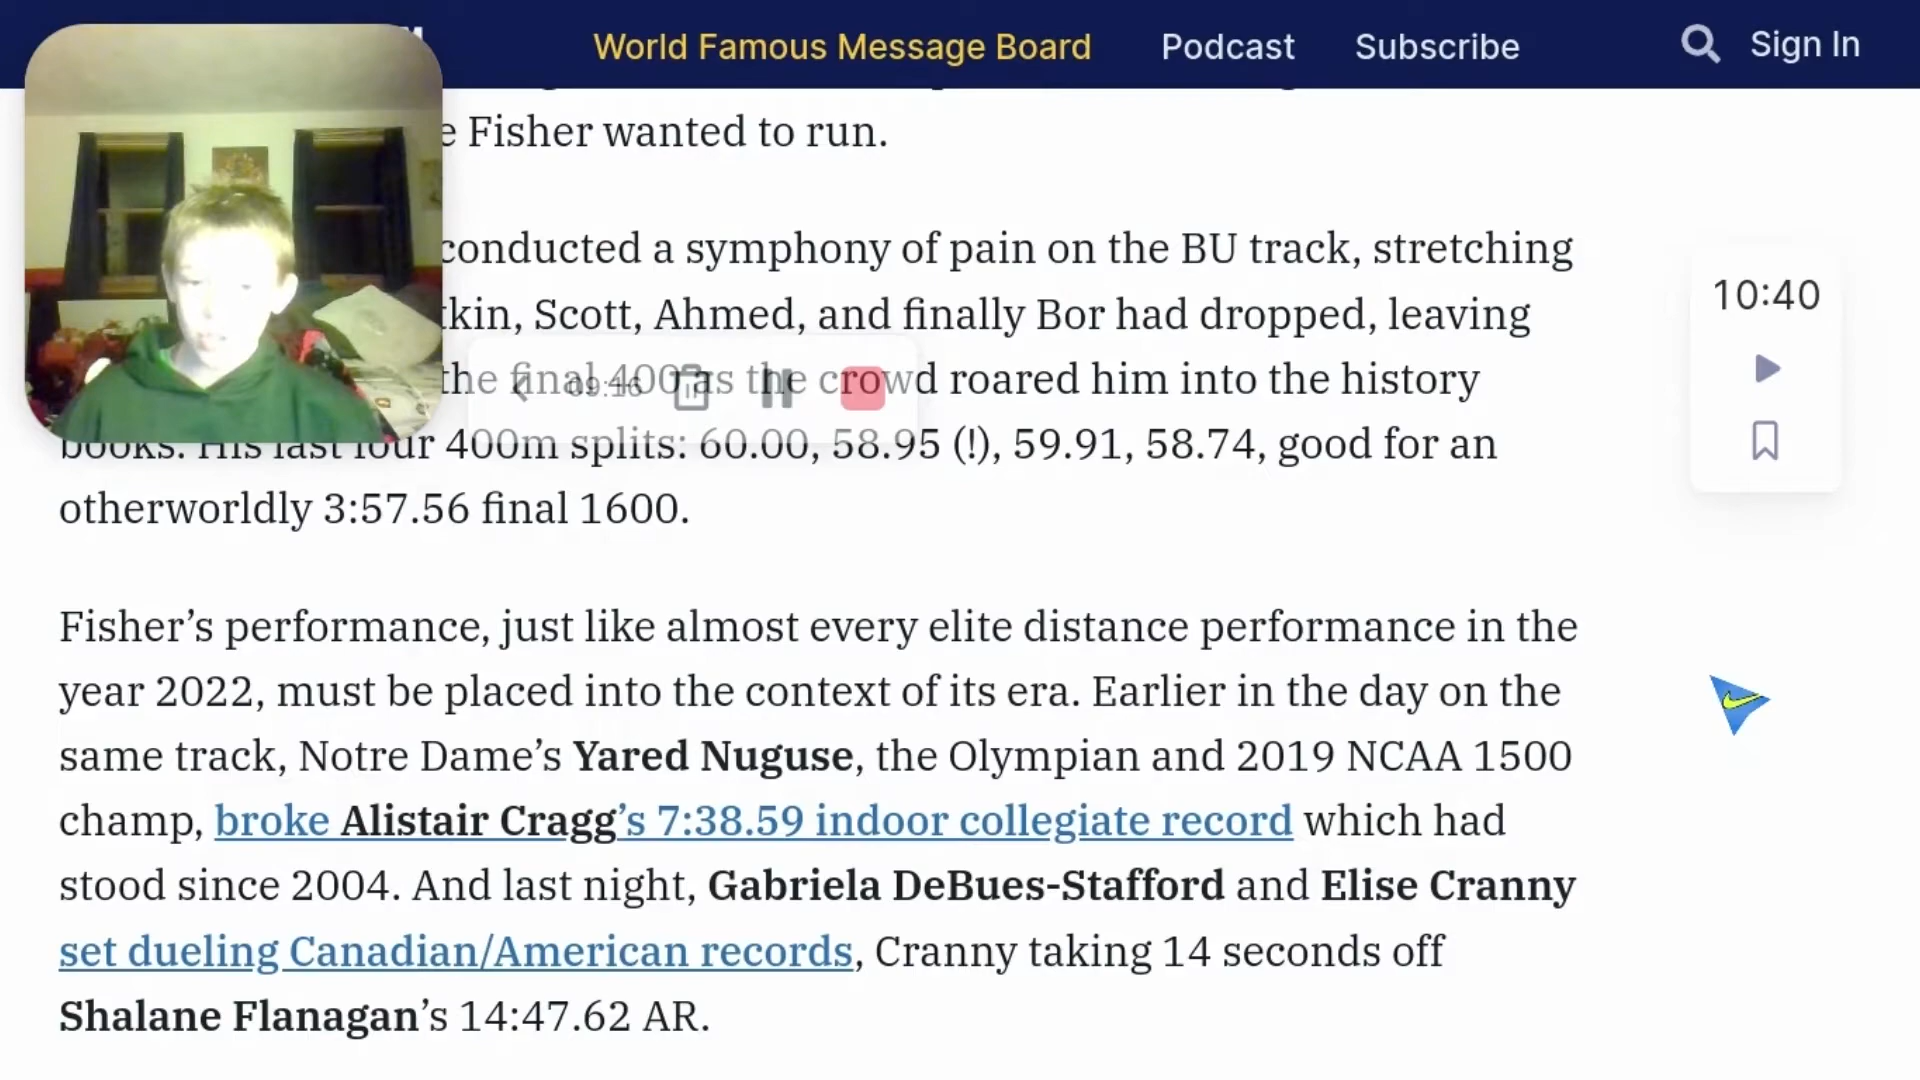 World Famous Message Board Podcast Subscribe Sign In
Fisher wanted to run.
conducted a symphony of pain on the BU track, stretching
Scott, Ahmed, and finally Bor had dropped, leaving
the final 400 as the crowd roared him into the history
books. His last four 400m splits: 60.00, 58.95 (!), 59.91, 58.74, good for an
otherworldly 3:57.56 final 1600.
10:40
Fisher’s performance, just like almost every elite distance performance in the
year 2022, must be placed into the context of its era. Earlier in the day on the
same track, Notre Dame’s Yared Nuguse, the Olympian and 2019 NCAA 1500
champ, broke Alistair Cragg’s 7:38.59 indoor collegiate record which had
stood since 2004. And last night, Gabriela DeBues-Stafford and Elise Cranny
set dueling Canadian/American records, Cranny taking 14 seconds off
Shalane Flanagan’s 14:47.62 AR.